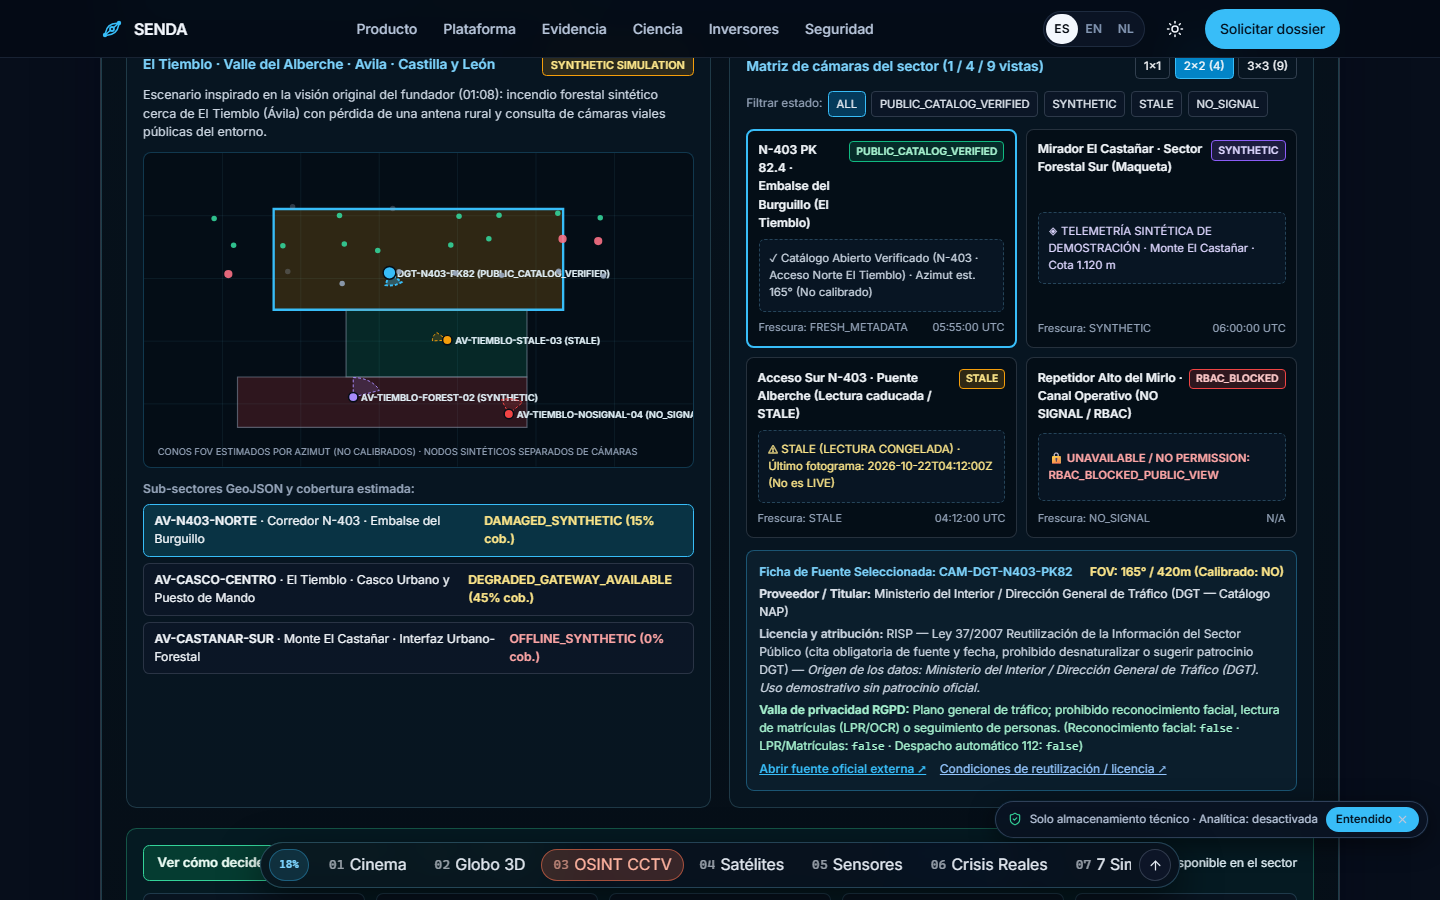 SENDA
Producto
Plataforma
Evidencia
Ciencia
Inversores
Seguridad
ES EN NL
Solicitar dossier
El Tiemblo · Valle del Alberche · Avila · Castilla y León
SYNTHETIC SIMULATION
Escenario inspirado en la visión original del fundador (01:08): incendio forestal sintético
cerca de El Tiemblo (Ávila) con pérdida de una antena rural y consulta de cámaras viales
públicas del entorno.
DGT-N403-PK82 (PUBLIC_CATALOG_VERIFIED)
AV-TIEMBLO-STALE-03 (STALE)
AV-TIEMBLO-FOREST-02 (SYNTHETIC)
AV-TIEMBLO-NOSIGNAL-04 (NO_SIGNA
CONOS FOV ESTIMADOS POR AZIMUT (NO CALIBRADOS) · NODOS SINTÉTICOS SEPARADOS DE CÁMARAS
Sub-sectores GeoJSON y cobertura estimada:
AV-N403-NORTE · Corredor N-403 · Embalse del
Burguillo
DAMAGED_SYNTHETIC (15%
cob.)
AV-CASCO-CENTRO · El Tiemblo · Casco Urbano y
Puesto de Mando
DEGRADED_GATEWAY_AVAILABLE
(45% cob.)
AV-CASTANAR-SUR · Monte El Castañar · Interfaz Urbano-
Forestal
OFFLINE_SYNTHETIC (0%
cob.)
Matriz de cámaras del sector (1 / 4 / 9 vistas)
1×1
2×2 (4)
3×3 (9)
Filtrar estado:
ALL
PUBLIC_CATALOG_VERIFIED
SYNTHETIC
STALE
NO_SIGNAL
N-403 PK
82.4 ·
Embalse del
Burguillo (El
Tiemblo)
PUBLIC_CATALOG_VERIFIED
✓ Catálogo Abierto Verificado (N-403 ·
Acceso Norte El Tiemblo) · Azimut est.
165° (No calibrado)
Frescura: FRESH_METADATA
05:55:00 UTC
Mirador El Castañar · Sector
Forestal Sur (Maqueta)
SYNTHETIC
◈ TELEMETRÍA SINTÉTICA DE
DEMOSTRACIÓN · Monte El Castañar ·
Cota 1.120 m
Frescura: SYNTHETIC
06:00:00 UTC
Acceso Sur N-403 · Puente
Alberche (Lectura caducada /
STALE)
STALE
⚠ STALE (LECTURA CONGELADA) ·
Último fotograma: 2026-10-22T04:12:00Z
(No es LIVE)
Frescura: STALE
04:12:00 UTC
Repetidor Alto del Mirlo ·
Canal Operativo (NO
SIGNAL / RBAC)
RBAC_BLOCKED
🔒 UNAVAILABLE / NO PERMISSION:
RBAC_BLOCKED_PUBLIC_VIEW
Frescura: NO_SIGNAL
N/A
Ficha de Fuente Seleccionada: CAM-DGT-N403-PK82
FOV: 165° / 420m (Calibrado: NO)
Proveedor / Titular: Ministerio del Interior / Dirección General de Tráfico (DGT — Catálogo
NAP)
Licencia y atribución: RISP — Ley 37/2007 Reutilización de la Información del Sector
Público (cita obligatoria de fuente y fecha, prohibido desnaturalizar o sugerir patrocinio
DGT) — Origen de los datos: Ministerio del Interior / Dirección General de Tráfico (DGT).
Uso demostrativo sin patrocinio oficial.
Valla de privacidad RGPD: Plano general de tráfico; prohibido reconocimiento facial, lectura
de matrículas (LPR/OCR) o seguimiento de personas. (Reconocimiento facial: false ·
LPR/Matrículas: false · Despacho automático 112: false)
Abrir fuente oficial externa ↗
Condiciones de reutilización / licencia ↗
Solo almacenamiento técnico · Analítica: desactivada
Entendido ×
Ver cómo decide
18%
01 Cinema
02 Globo 3D
03 OSINT CCTV
04 Satélites
05 Sensores
06 Crisis Reales
07 7 Sin
↑
sponible en el sector